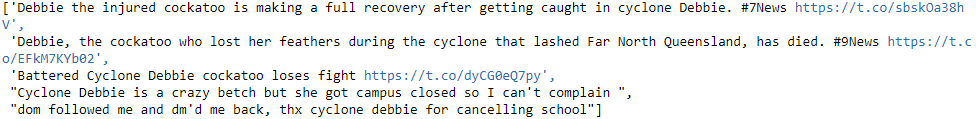 ['Debbie the injured cockatoo is making a full recovery after getting caught in cyclone Debbie. #7News https://t.co/sbskOa38h
V',
'Debbie, the cockatoo who lost her feathers during the cyclone that lashed Far North Queensland, has died. #9News https://t.c
o/EFkM7KYb02',
'Battered Cyclone Debbie cockatoo loses fight https://t.co/dyCG0eQ7py',
"Cyclone Debbie is a crazy betch but she got campus closed so I can't complain ",
"dom followed me and dm'd me back, thx cyclone debbie for cancelling school"]